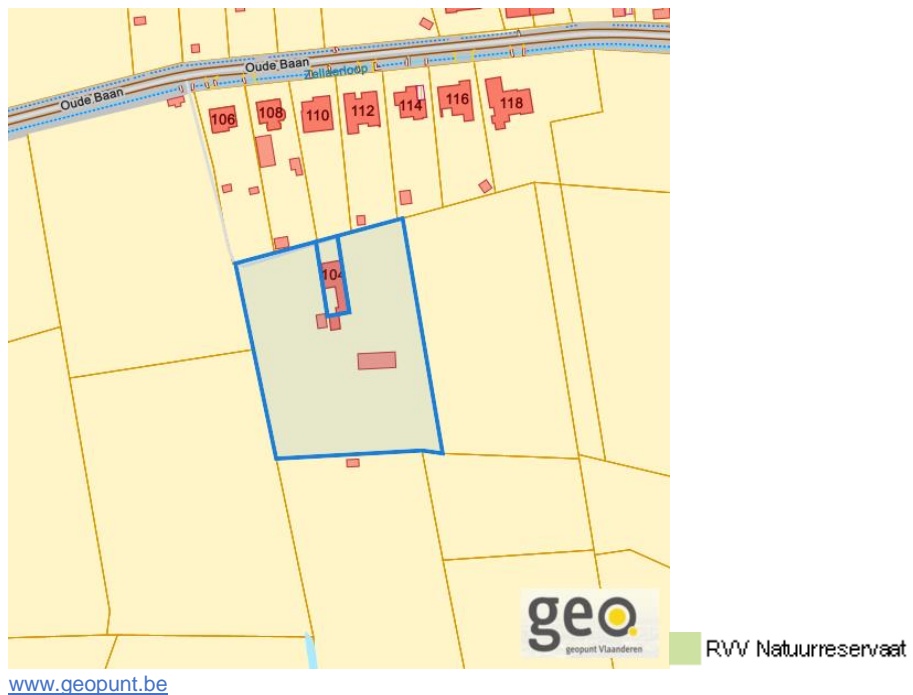 Oude Baan
Zellaerloop
Oude Baan
106
108
110
112
114
116
118
104
geo.
geopunt Vlaanderen
RVV Natuurreservaat
www.geopunt.be